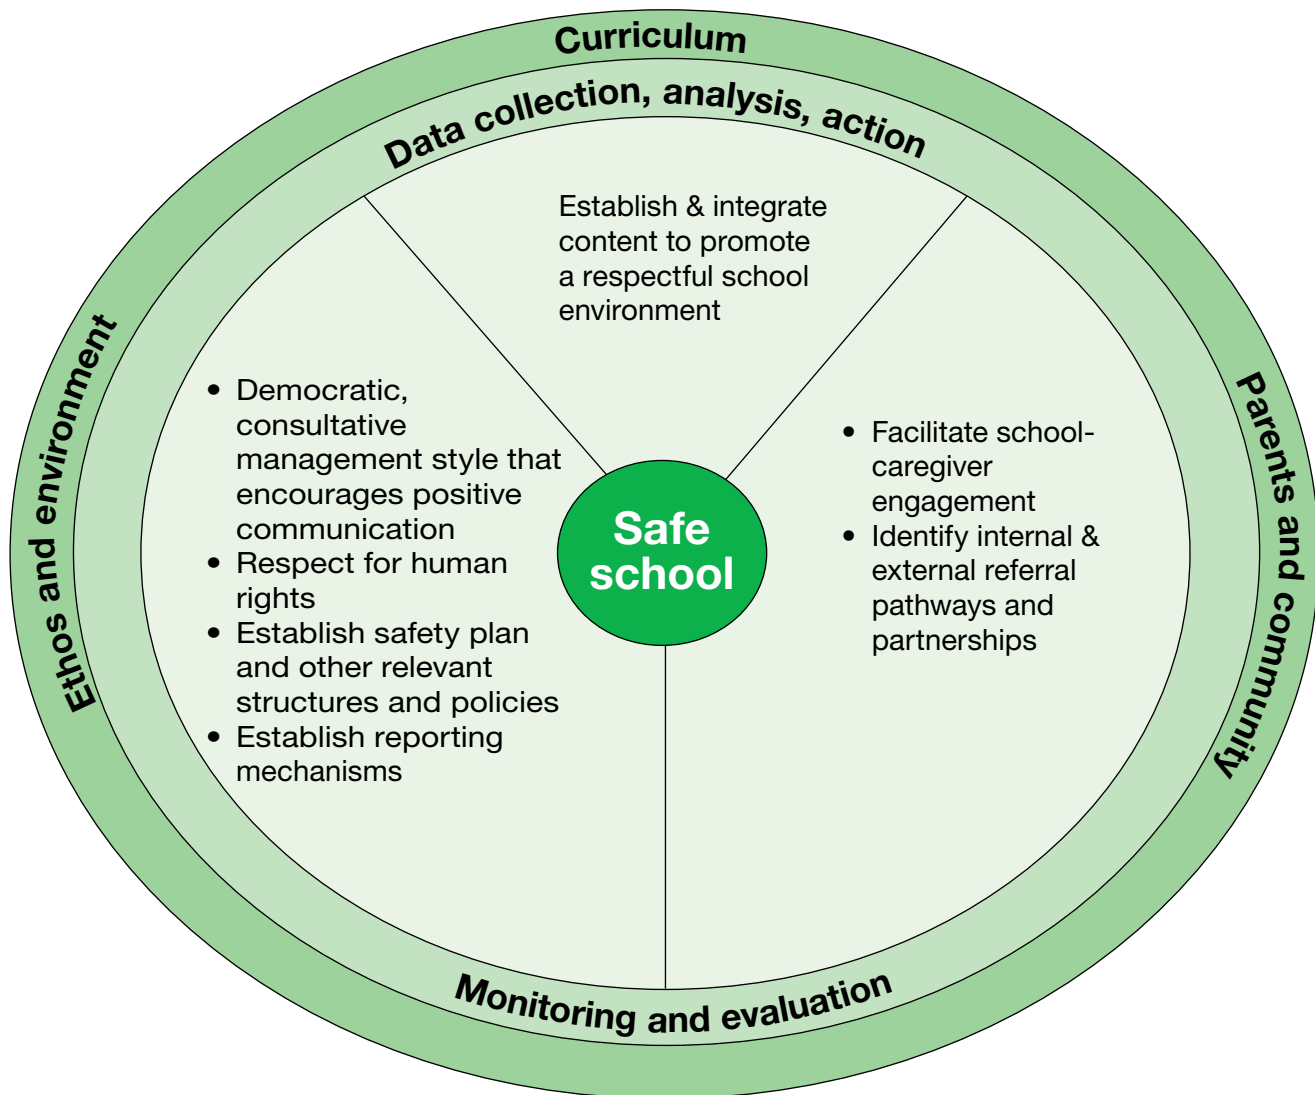 Curriculum
Data collection, analysis, action
Establish & integrate
content to promote
a respectful school
environment
Ethos and environment
• Democratic,
consultative
management style that
encourages positive
communication
• Respect for human
rights
• Establish safety plan
and other relevant
structures and policies
• Establish reporting
mechanisms
Safe
school
• Facilitate school-
caregiver
engagement
• Identify internal &
external referral
pathways and
partnerships
Parents and community
Monitoring and evaluation